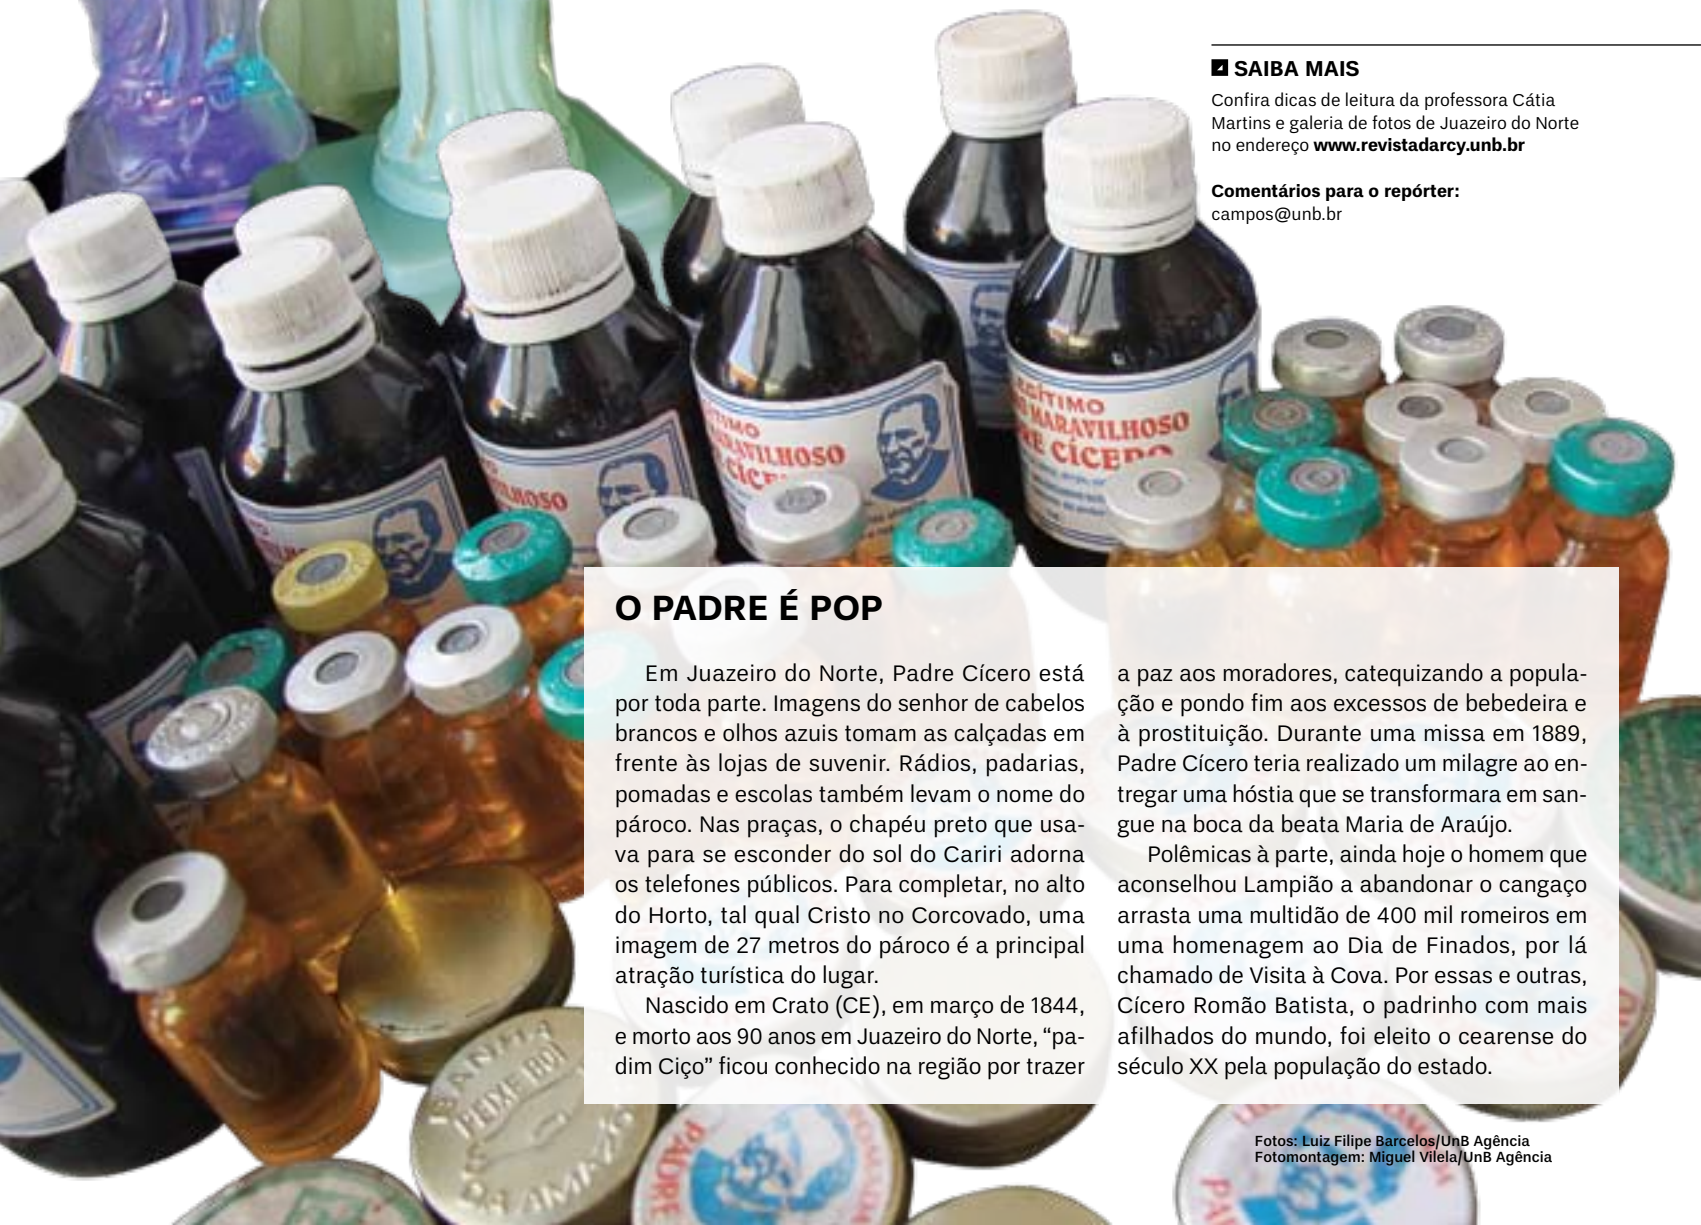 SAIBA MAIS
Confira dicas de leitura da professora Cátia
Martins e galeria de fotos de Juazeiro do Norte
no endereço www.revistadarcy.unb.br
Comentários para o repórter:
campos@unb.br
MARAVILHOSO
O PADRE É POP
Em Juazeiro do Norte, Padre Cícero está
por toda parte. Imagens do senhor de cabelos
brancos e olhos azuis tomam as calçadas em
frente às lojas de suvenir. Rádios, padarias,
pomadas e escolas também levam o nome do
pároco. Nas praças, o chapéu preto que usa-
va para se esconder do sol do Cariri adorna
os telefones públicos. Para completar, no alto
do Horto, tal qual Cristo no Corcovado, uma
imagem de 27 metros do pároco é a principal
atração turística do lugar.
Nascido em Crato (CE), em março de 1844,
e morto aos 90 anos em Juazeiro do Norte, “pa-
dim Ciço” ficou conhecido na região por trazer
a paz aos moradores, catequizando a popula-
ção e pondo fim aos excessos de bebedeira e
à prostituição. Durante uma missa em 1889,
Padre Cícero teria realizado um milagre ao en-
tregar uma hóstia que se transformara em san-
gue na boca da beata Maria de Araújo.
Polêmicas à parte, ainda hoje o homem que
aconselhou Lampião a abandonar o cangaço
arrasta uma multidão de 400 mil romeiros em
uma homenagem ao Dia de Finados, por lá
chamado de Visita à Cova. Por essas e outras,
Cícero Romão Batista, o padrinho com mais
afilhados do mundo, foi eleito o cearense do
século XX pela população do estado.
PEIXE BOI
PADRE
Fotos: Luiz Filipe Barcelos/UnB Agência
Fotomontagem: Miguel Vilela/UnB Agência